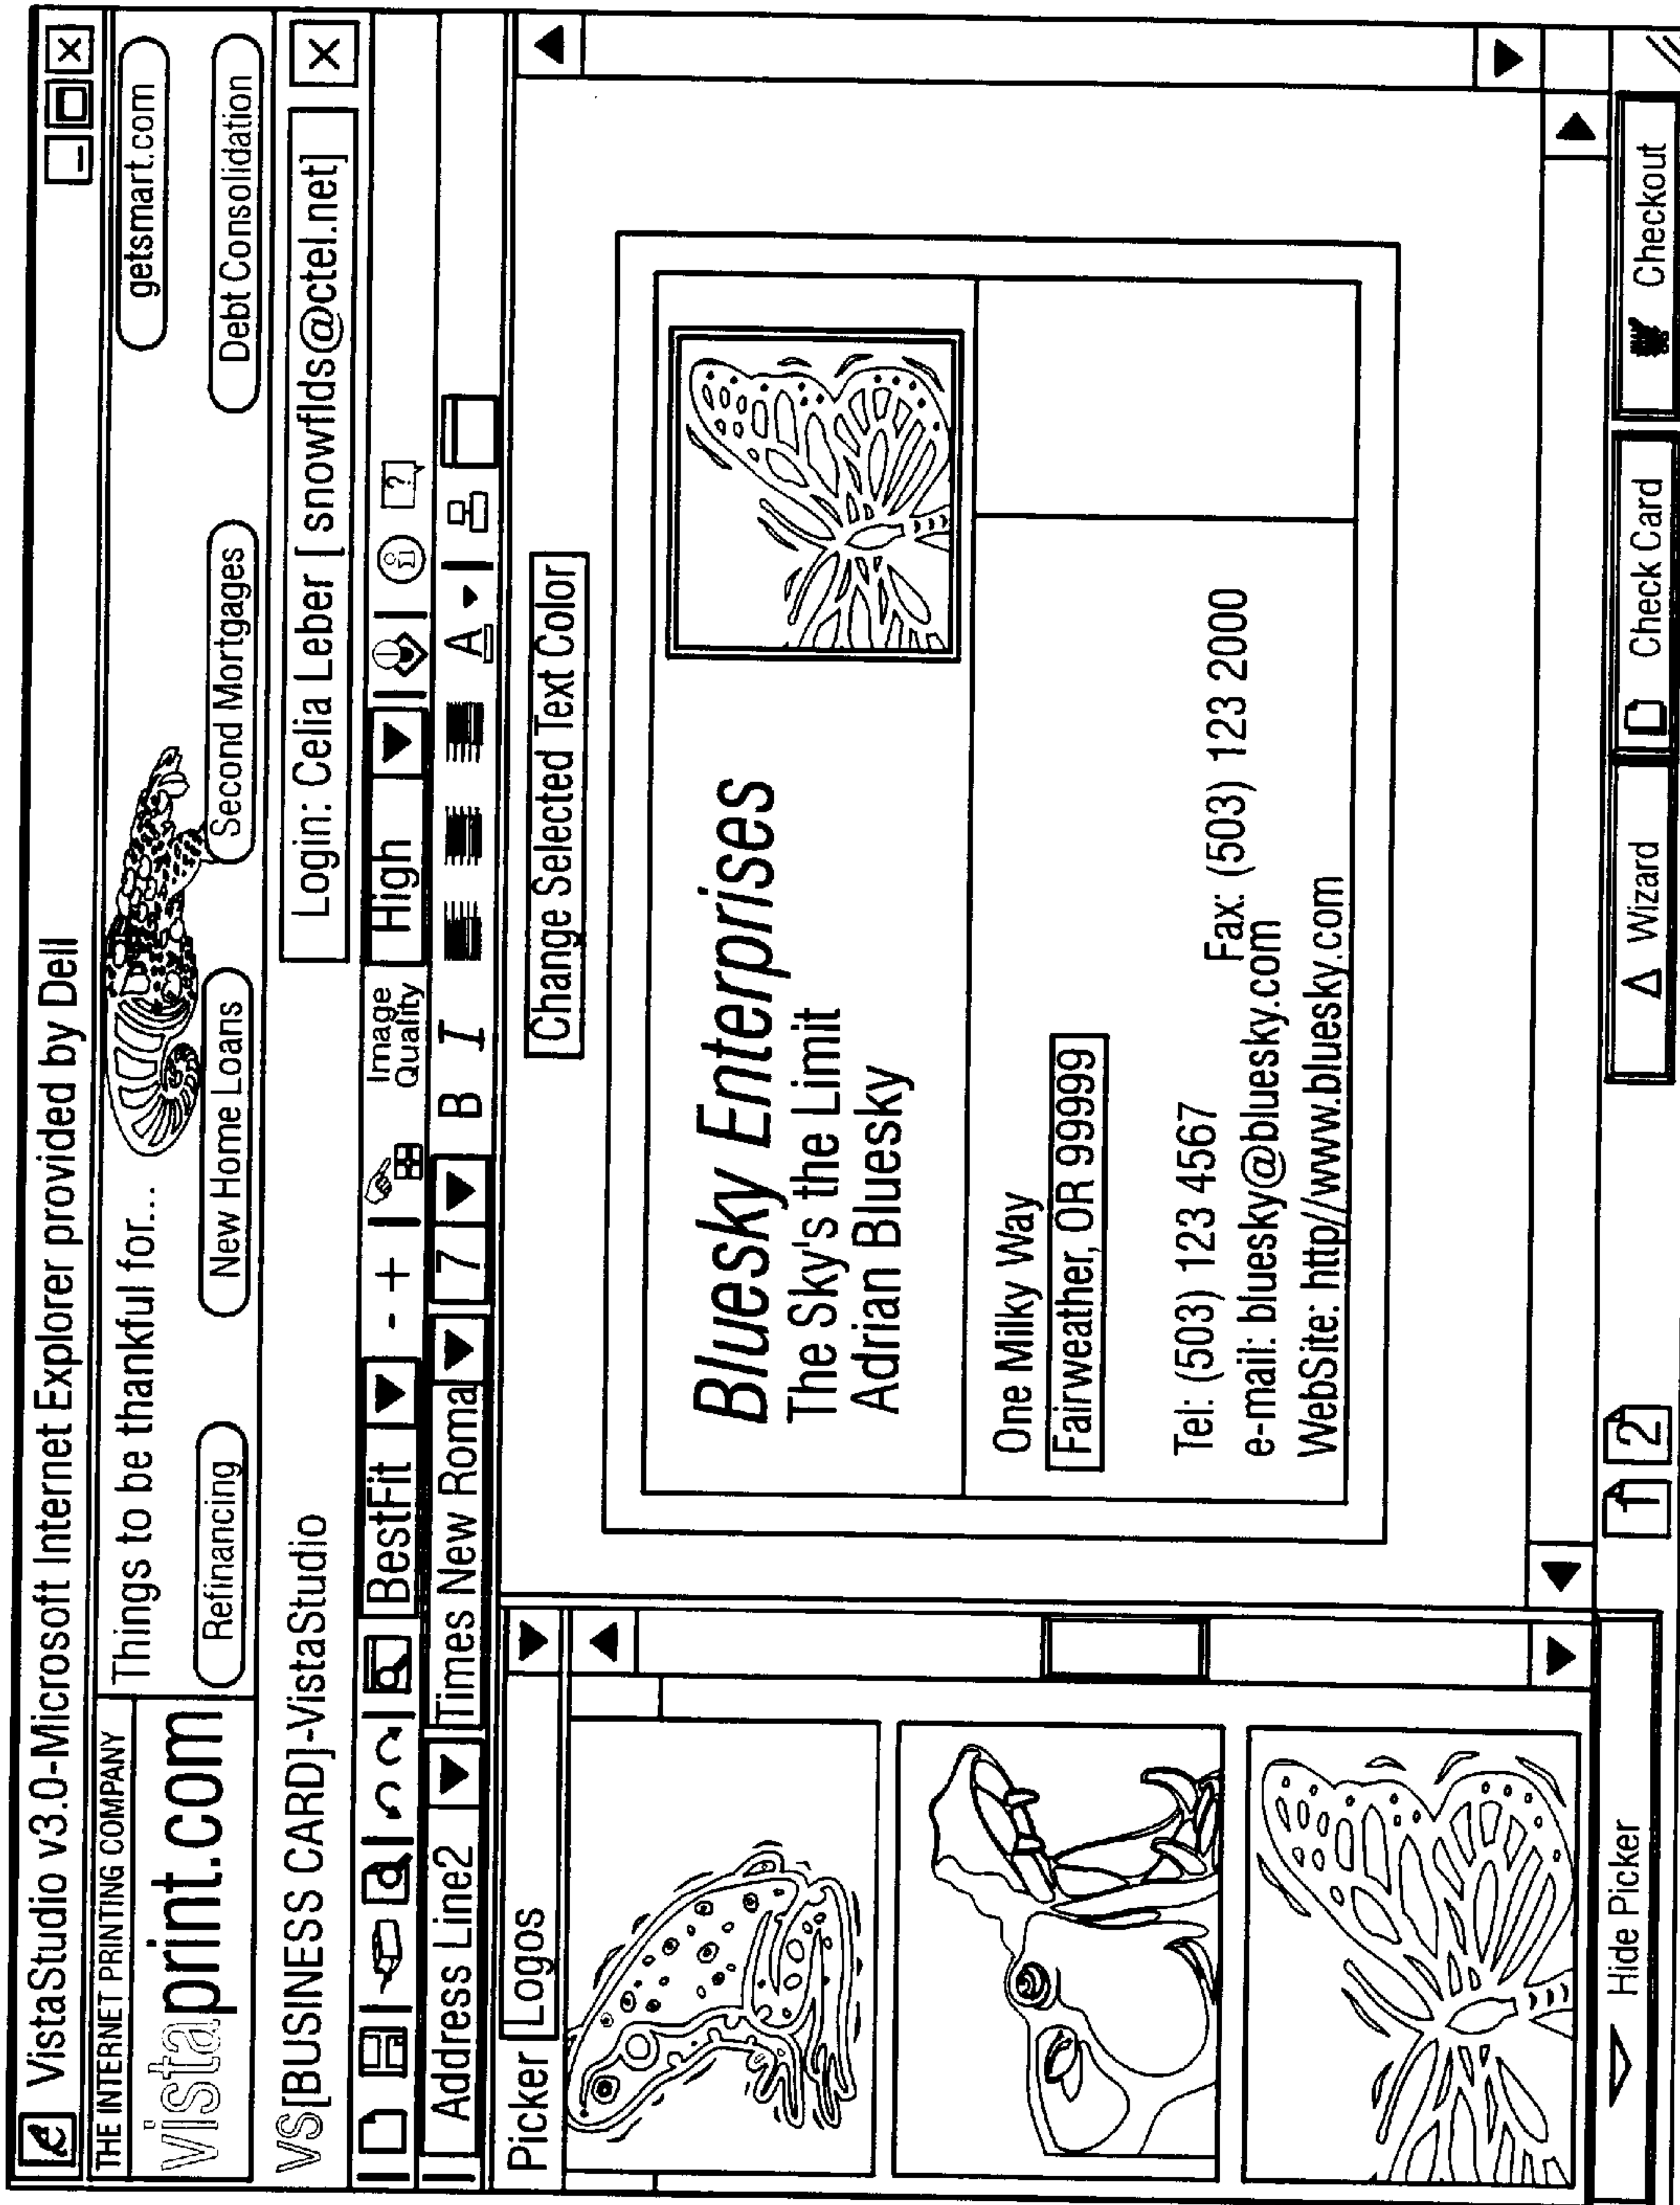 VistaStudio v3.0-Microsoft Internet Explorer provided by Dell
THE INTERNET PRINTING COMPANY
vistaprint.com
Things to be thankful for...
getsmart.com
Refinancing
New Home Loans
Second Mortgages
Debt Consolidation
VS[BUSINESS CARD]-VistaStudio
Login: Celia Leber [ snowflds@ctel.net]
BestFit
- +
Image
Quality
High
i
?
Address Line2
Times New Roma
7
B I
A
Picker
Logos
Change Selected Text Color
Bluesky Enterprises
The Sky's the Limit
Adrian Bluesky
One Milky Way
Fairweather, OR 99999
Tel: (503) 123 4567
Fax: (503) 123 2000
e-mail: bluesky@bluesky.com
WebSite: http//www.bluesky.com
Hide Picker
1 2
Wizard
Check Card
Checkout